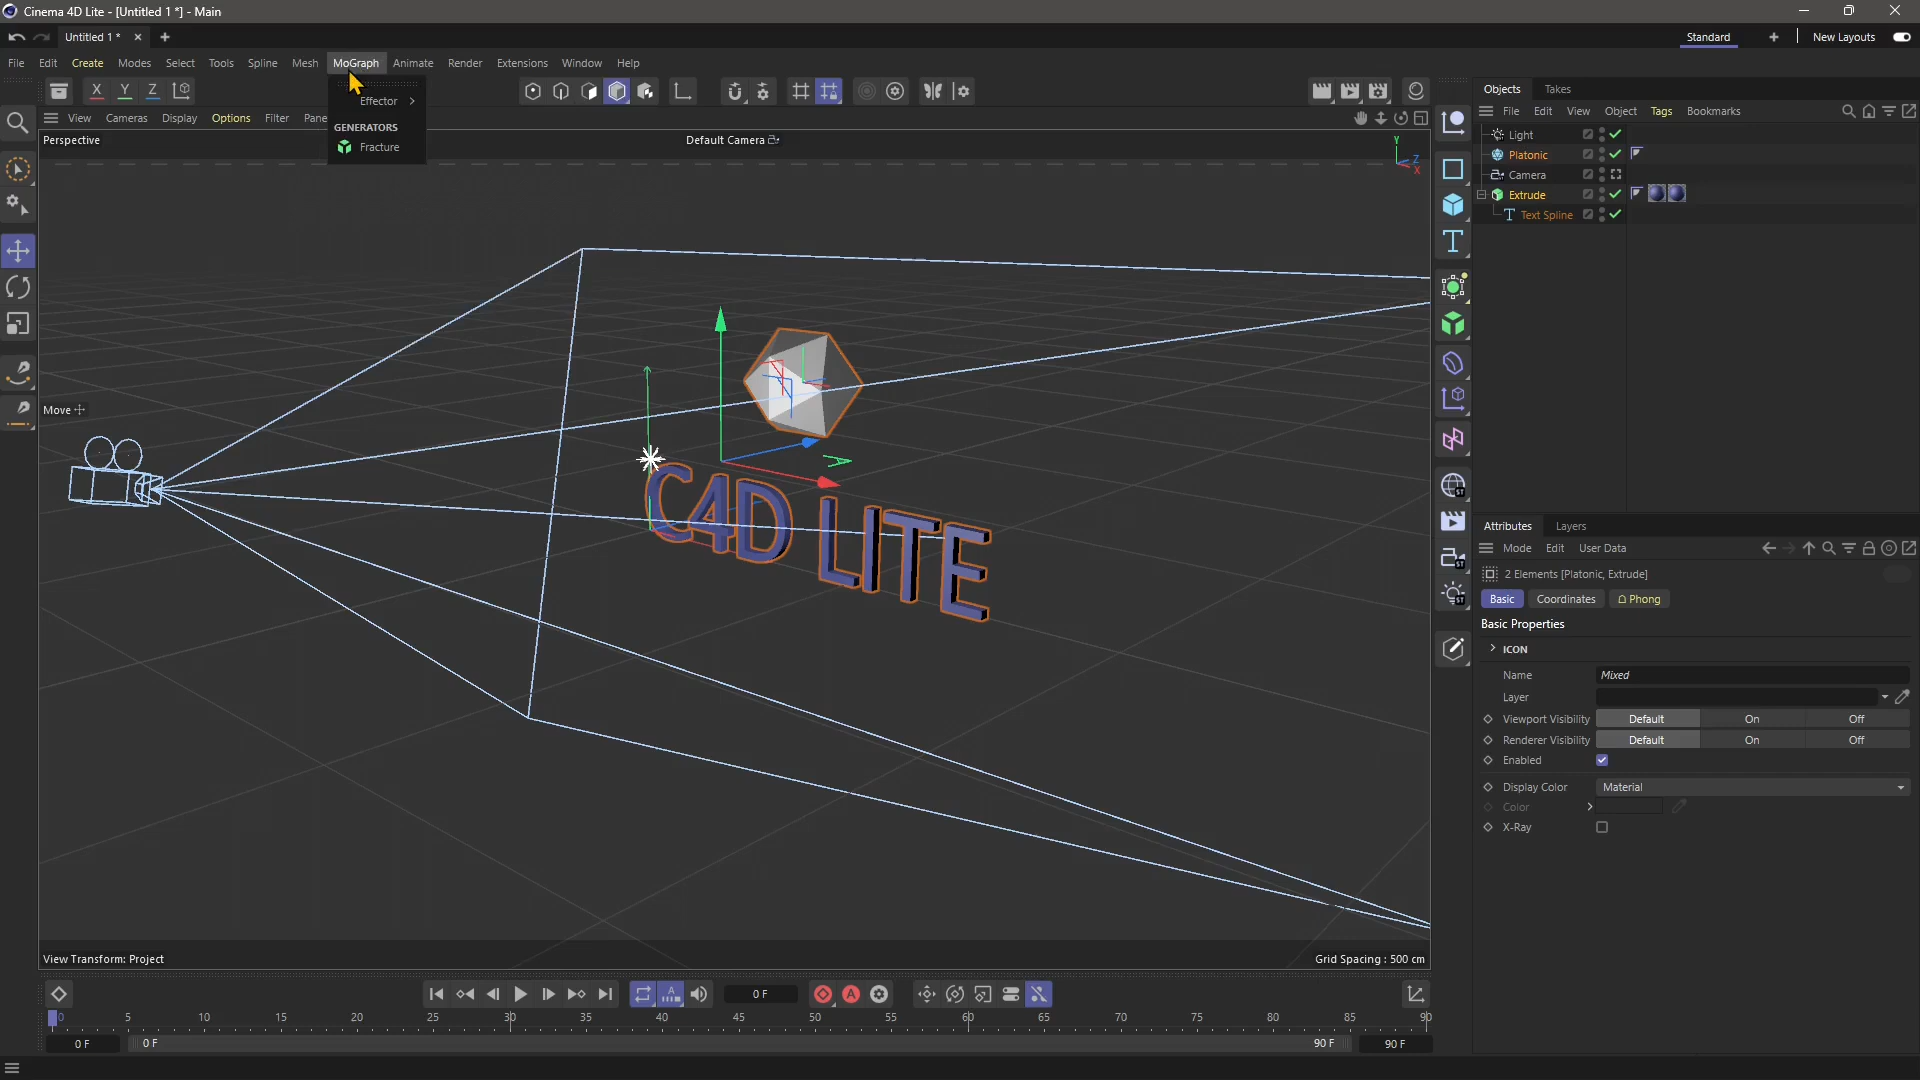 Cinema 4D Lite - [Untitled 1 *] - Main
Untitled 1 *
Standard
New Layouts
File Edit Create Modes Select Tools Spline Mesh MoGraph Animate Render Extensions Window Help
X Y Z
Effector
GENERATORS
Fracture
View Cameras Display Options Filter Pane
Perspective
Default Camera
Y
Z
X
Move
C4D LITE
View Transform: Project
Grid Spacing : 500 cm
Objects Takes
File Edit View Object Tags Bookmarks
Light
Platonic
Camera
Extrude
Text Spline
Attributes Layers
Mode Edit User Data
2 Elements [Platonic, Extrude]
Basic Coordinates Phong
Basic Properties
ICON
Name Mixed
Layer
Viewport Visibility Default On Off
Renderer Visibility Default On Off
Enabled
Display Color Material
Color
X-Ray
0 F
0 5 10 15 20 25 30 35 40 45 50 55 60 65 70 75 80 85 90
0 F 0 F 90 F 90 F